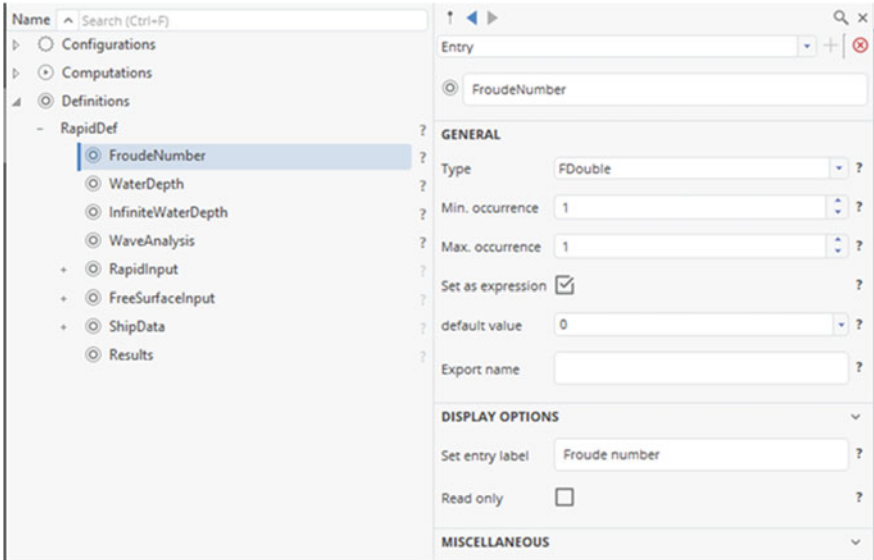 Name Search (Ctrl+F)
Configurations
Computations
Definitions
RapidDef ?
FroudeNumber ?
WaterDepth ?
InfiniteWaterDepth ?
WaveAnalysis ?
RapidInput ?
FreeSurfaceInput ?
ShipData ?
Results ?
Entry
FroudeNumber
GENERAL
Type FDouble ?
Min. occurrence 1 ?
Max. occurrence 1 ?
Set as expression ?
default value 0 ?
Export name ?
DISPLAY OPTIONS
Set entry label Froude number ?
Read only ?
MISCELLANEOUS